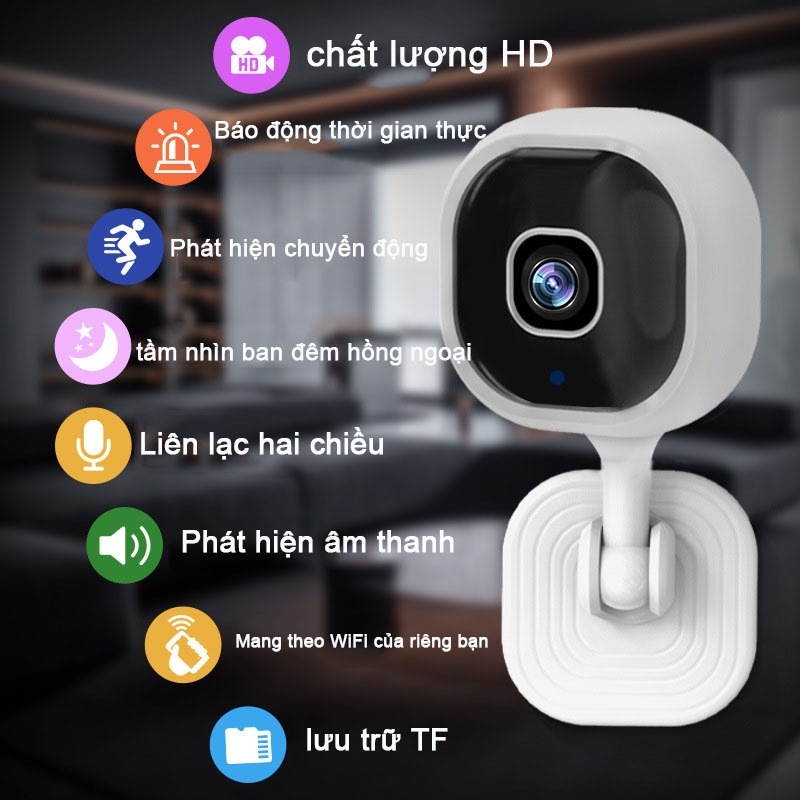 HD
chất lượng HD
Báo động thời gian thực
Phát hiện chuyển động
tầm nhìn ban đêm hồng ngoại
Liên lạc hai chiều
Phát hiện âm thanh
Mang theo WiFi của riêng bạn
lưu trữ TF